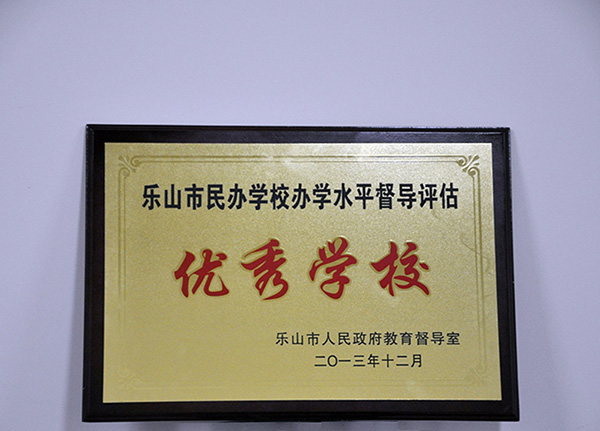 乐山市民办学校办学水平督导评估
优秀学校
乐山市人民政府教育督导室
二〇一三年十二月